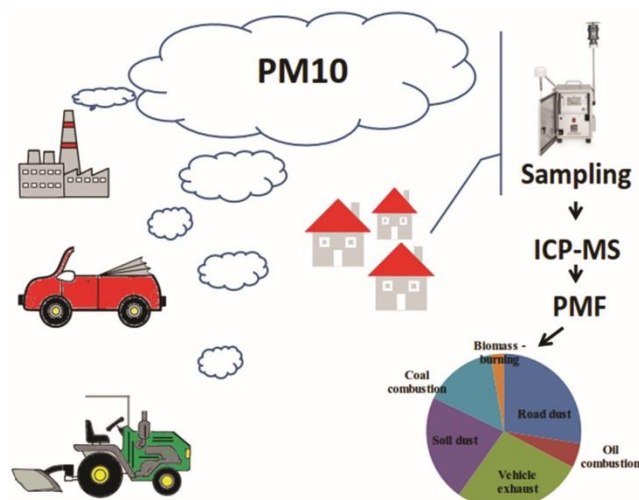 PM10
Sampling
ICP-MS
PMF
Biomass -
burning
Coal
combustion
Road dust
Soil dust
Oil
combustion
Vehicle
exhaust